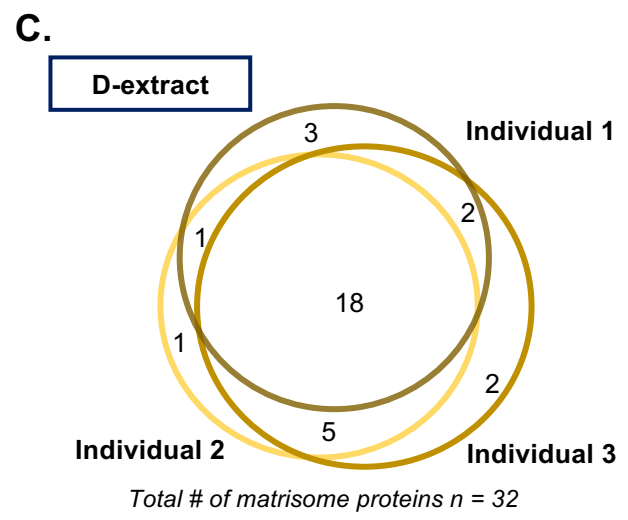 C.
D-extract
3
Individual 1
2
1
18
1
2
5
Individual 2
Individual 3
Total # of matrisome proteins n = 32